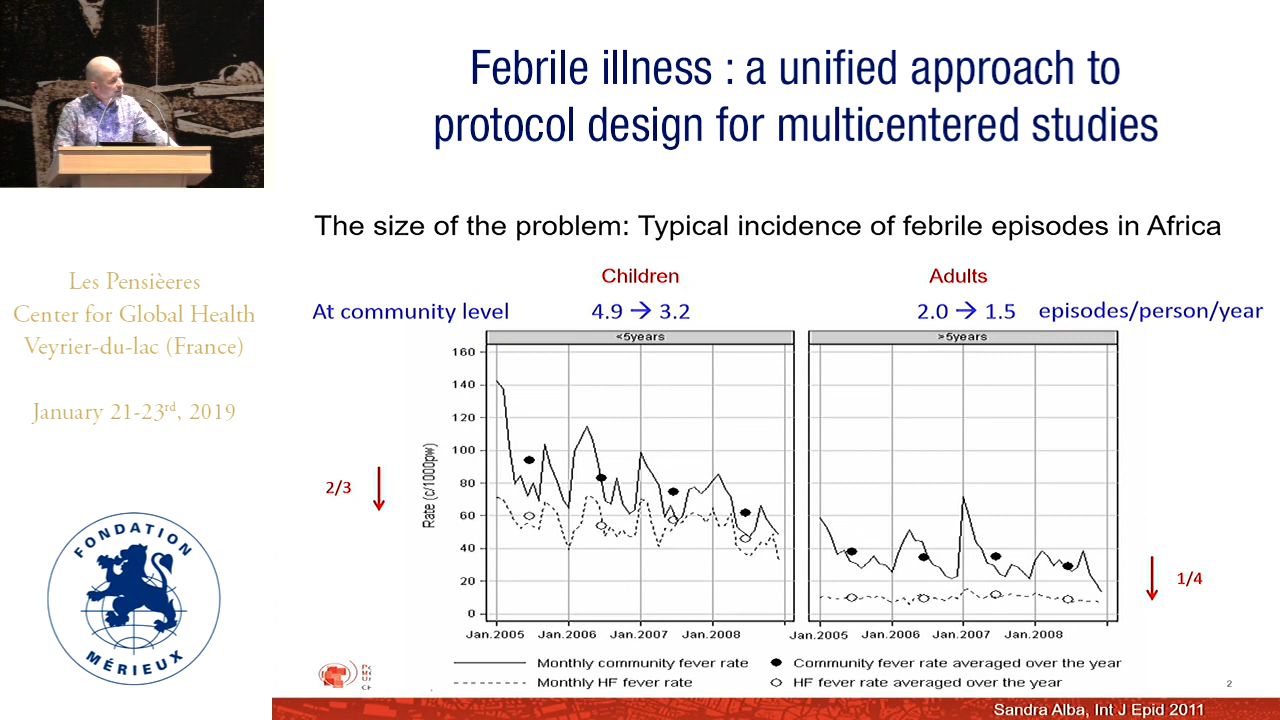 Febrile illness : a unified approach to
protocol design for multicentered studies
Les Pensièeres
Center for Global Health
Veyrier-du-lac (France)
January 21-23rd, 2019
FONDATION
MÉRIEUX
The size of the problem: Typical incidence of febrile episodes in Africa
Children
Adults
At community level
4.9 → 3.2
2.0 → 1.5
episodes/person/year
<5years
>5years
Rate (c/1000pw)
160
140
120
100
80
60
40
20
0
2/3
1/4
Jan.2005
Jan.2006
Jan.2007
Jan.2008
Jan.2005
Jan.2006
Jan.2007
Jan.2008
Monthly community fever rate
Community fever rate averaged over the year
Monthly HF fever rate
HF fever rate averaged over the year
2
Sandra Alba, Int J Epid 2011